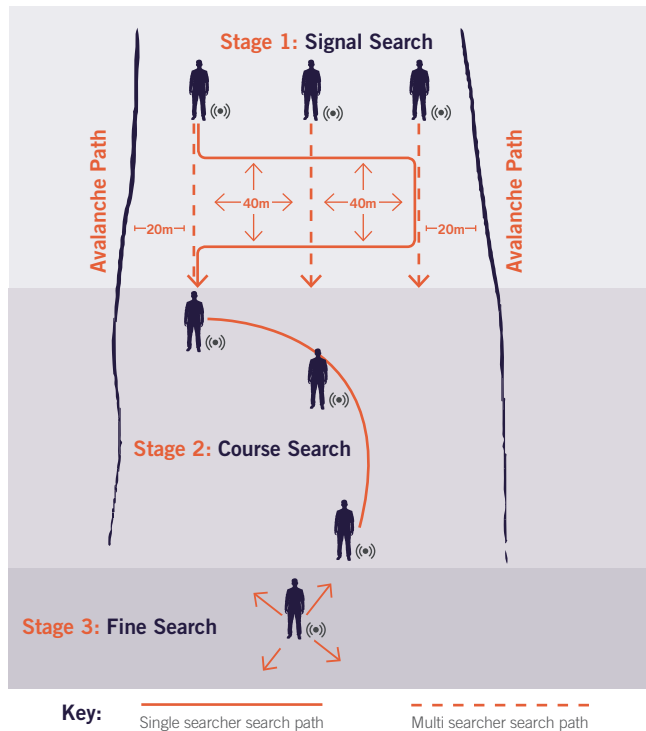 Stage 1: Signal Search
Avalanche Path
Avalanche Path
40m
40m
20m
20m
Stage 2: Course Search
Stage 3: Fine Search
Key:
Single searcher search path
Multi searcher search path